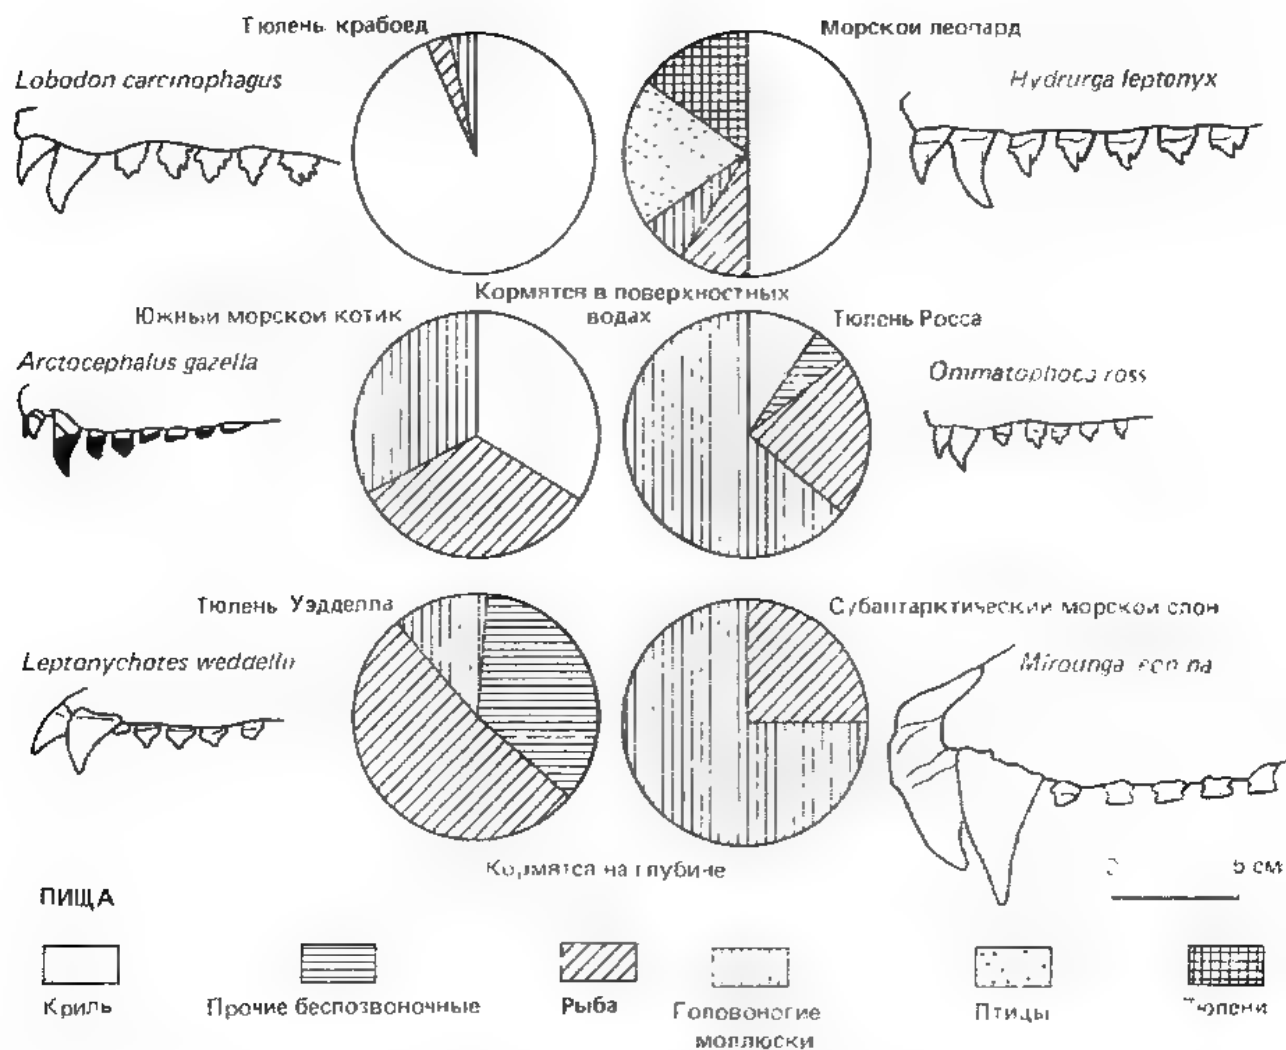 Тюлень крабоед
Морской леопард
Lobodon carcinophagus
Hydrurga leptonyx
Кормятся в поверхностных
водах
Южный морской котик
Тюлень Росса
Arctocephalus gazella
Ommatophoca ross
Тюлень Уэдделла
Субантарктический морской слон
Leptonychotes weddelli
Mirounga
Кормятся на глубине
5 см
ПИЩА
Криль
Прочие беспозвоночные
Рыба
Головоногие
моллюски
Птицы
Тюлени